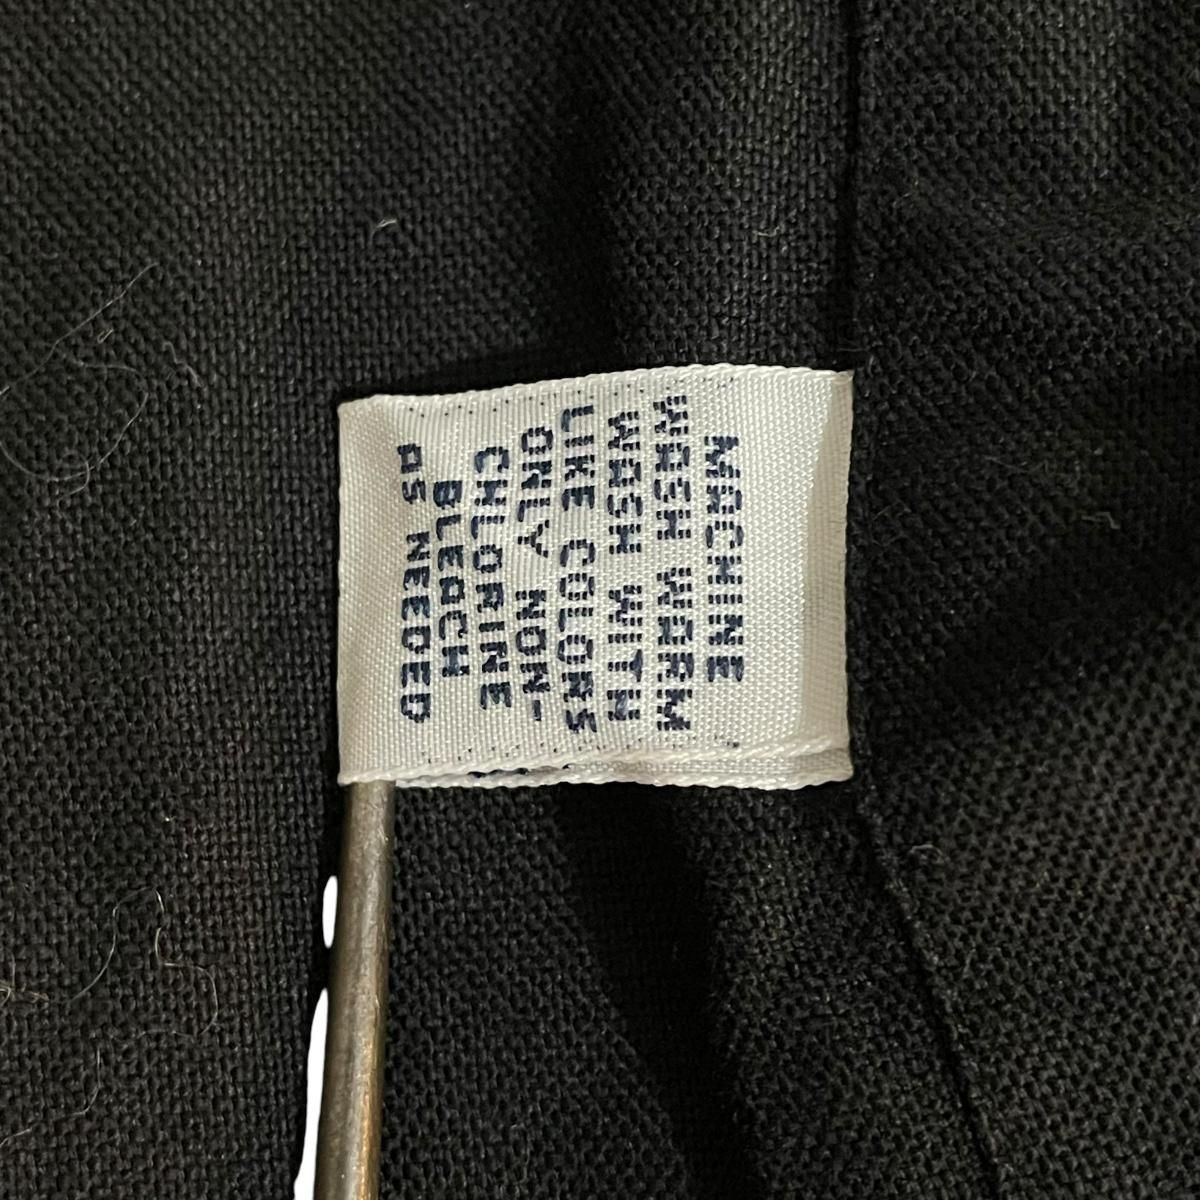 MACHINE
WASH WARM
WASH WITH
LIKE COLORS
ONLY NON-
CHLORINE
BLEACH
AS NEEDED